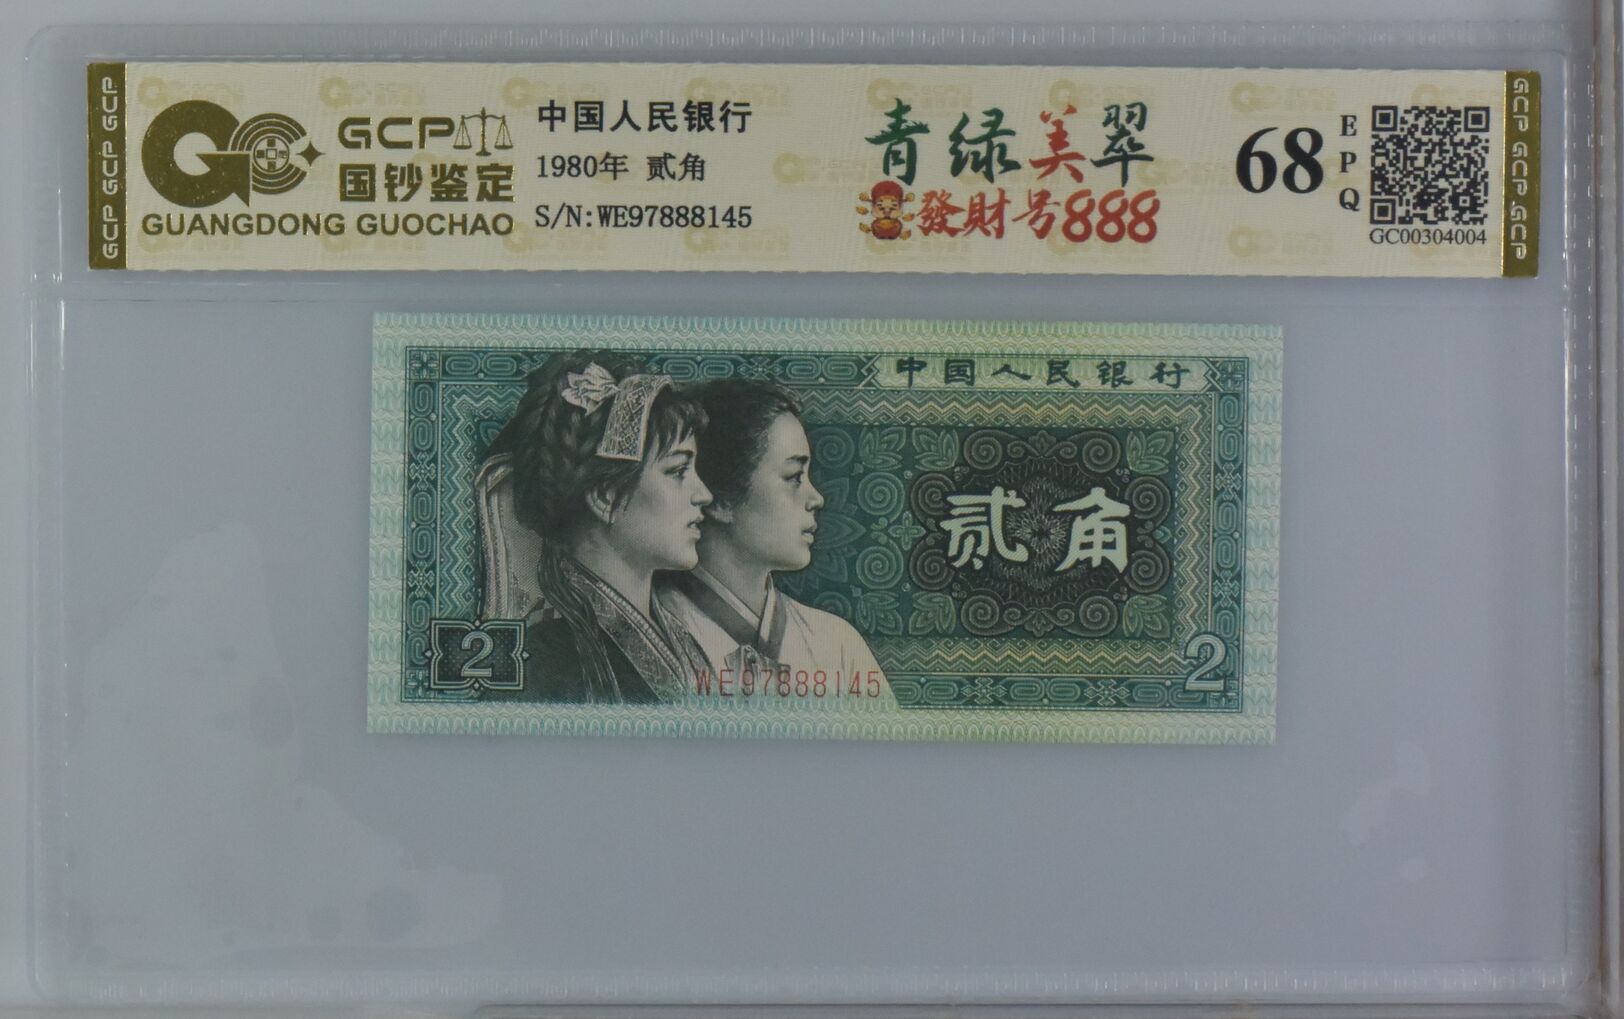 GCP GCP GCP
GCP
国钞鉴定
GUANGDONG GUOCHAO
中国人民银行
1980年 贰角
S/N:WE97888145
青绿美翠
發財号888
68
EPQ
GC00304004
GCP GCP GCP
中国人民银行
贰角
2
2
WE97888145